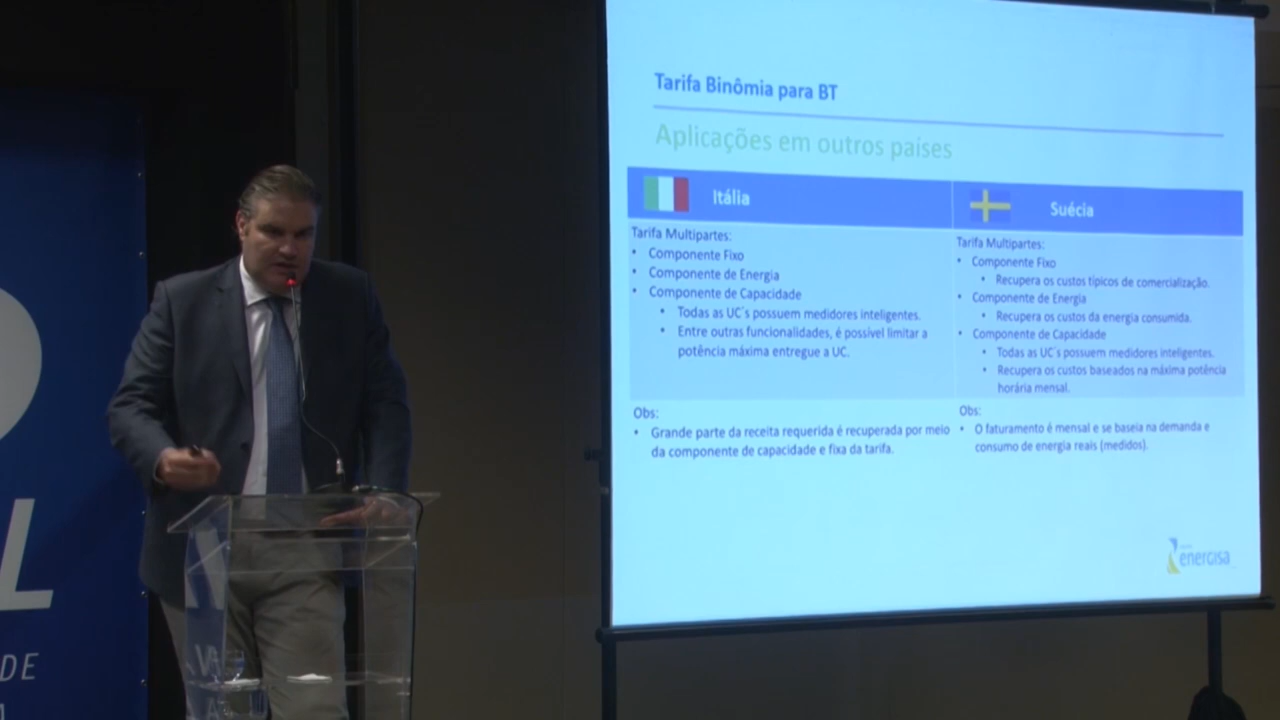 Tarifa Binômia para BT
Aplicações em outros países
Itália
Suécia
Tarifa Multipartes:
• Componente Fixo
• Componente de Energia
• Componente de Capacidade
• Todas as UC´s possuem medidores inteligentes.
• Entre outras funcionalidades, é possível limitar a
potência máxima entregue a UC.
Tarifa Multipartes:
• Componente Fixo
• Recupera os custos típicos de comercialização.
• Componente de Energia
• Recupera os custos da energia consumida.
• Componente de Capacidade
• Todas as UC´s possuem medidores inteligentes.
• Recupera os custos baseados na máxima potência
horária mensal.
Obs:
• Grande parte da receita requerida é recuperada por meio
da componente de capacidade e fixa da tarifa.
Obs:
• O faturamento é mensal e se baseia na demanda e
consumo de energia reais (medidos).
energisa
L
DE